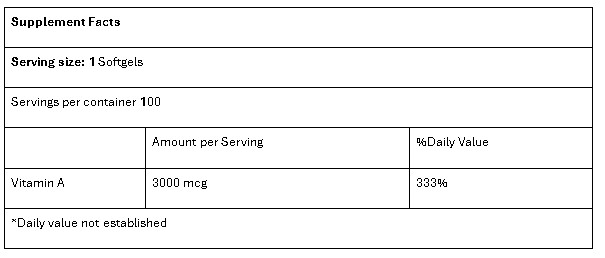 Supplement Facts
Serving size: 1 Softgels
Servings per container 100
Amount per Serving %Daily Value
Vitamin A 3000 mcg 333%
*Daily value not established